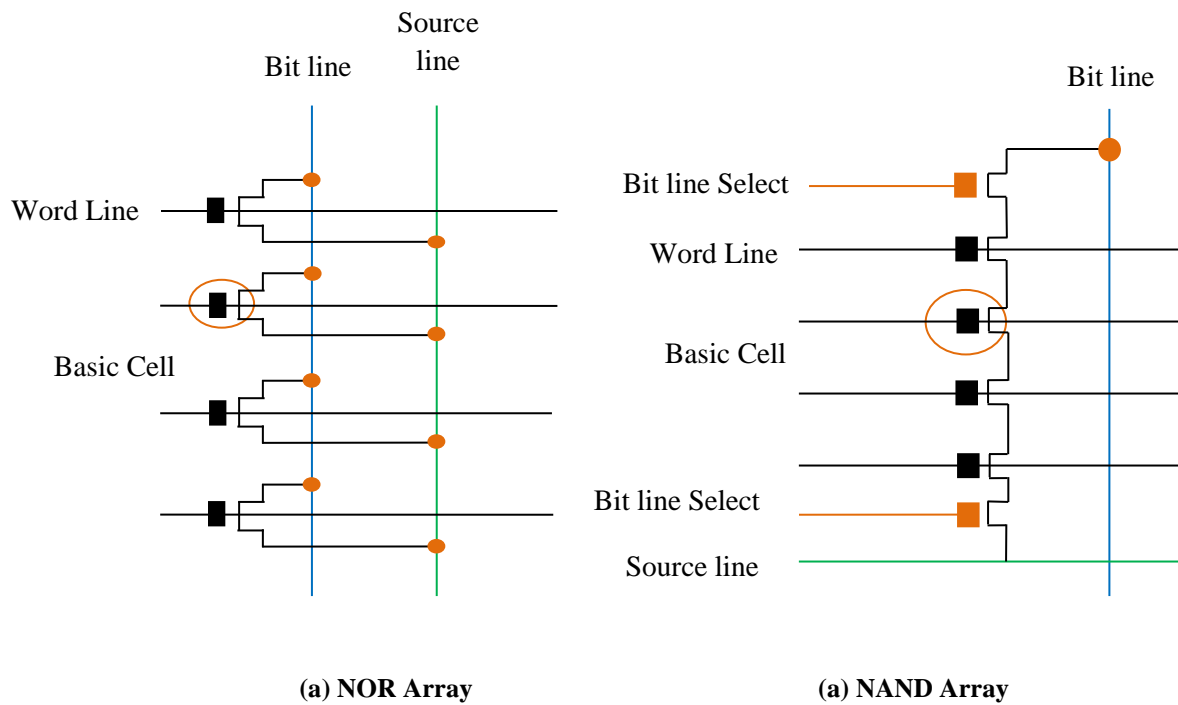 Source
line
Bit line
Word Line
Basic Cell
(a) NOR Array
Bit line
Bit line Select
Word Line
Basic Cell
Bit line Select
Source line
(a) NAND Array